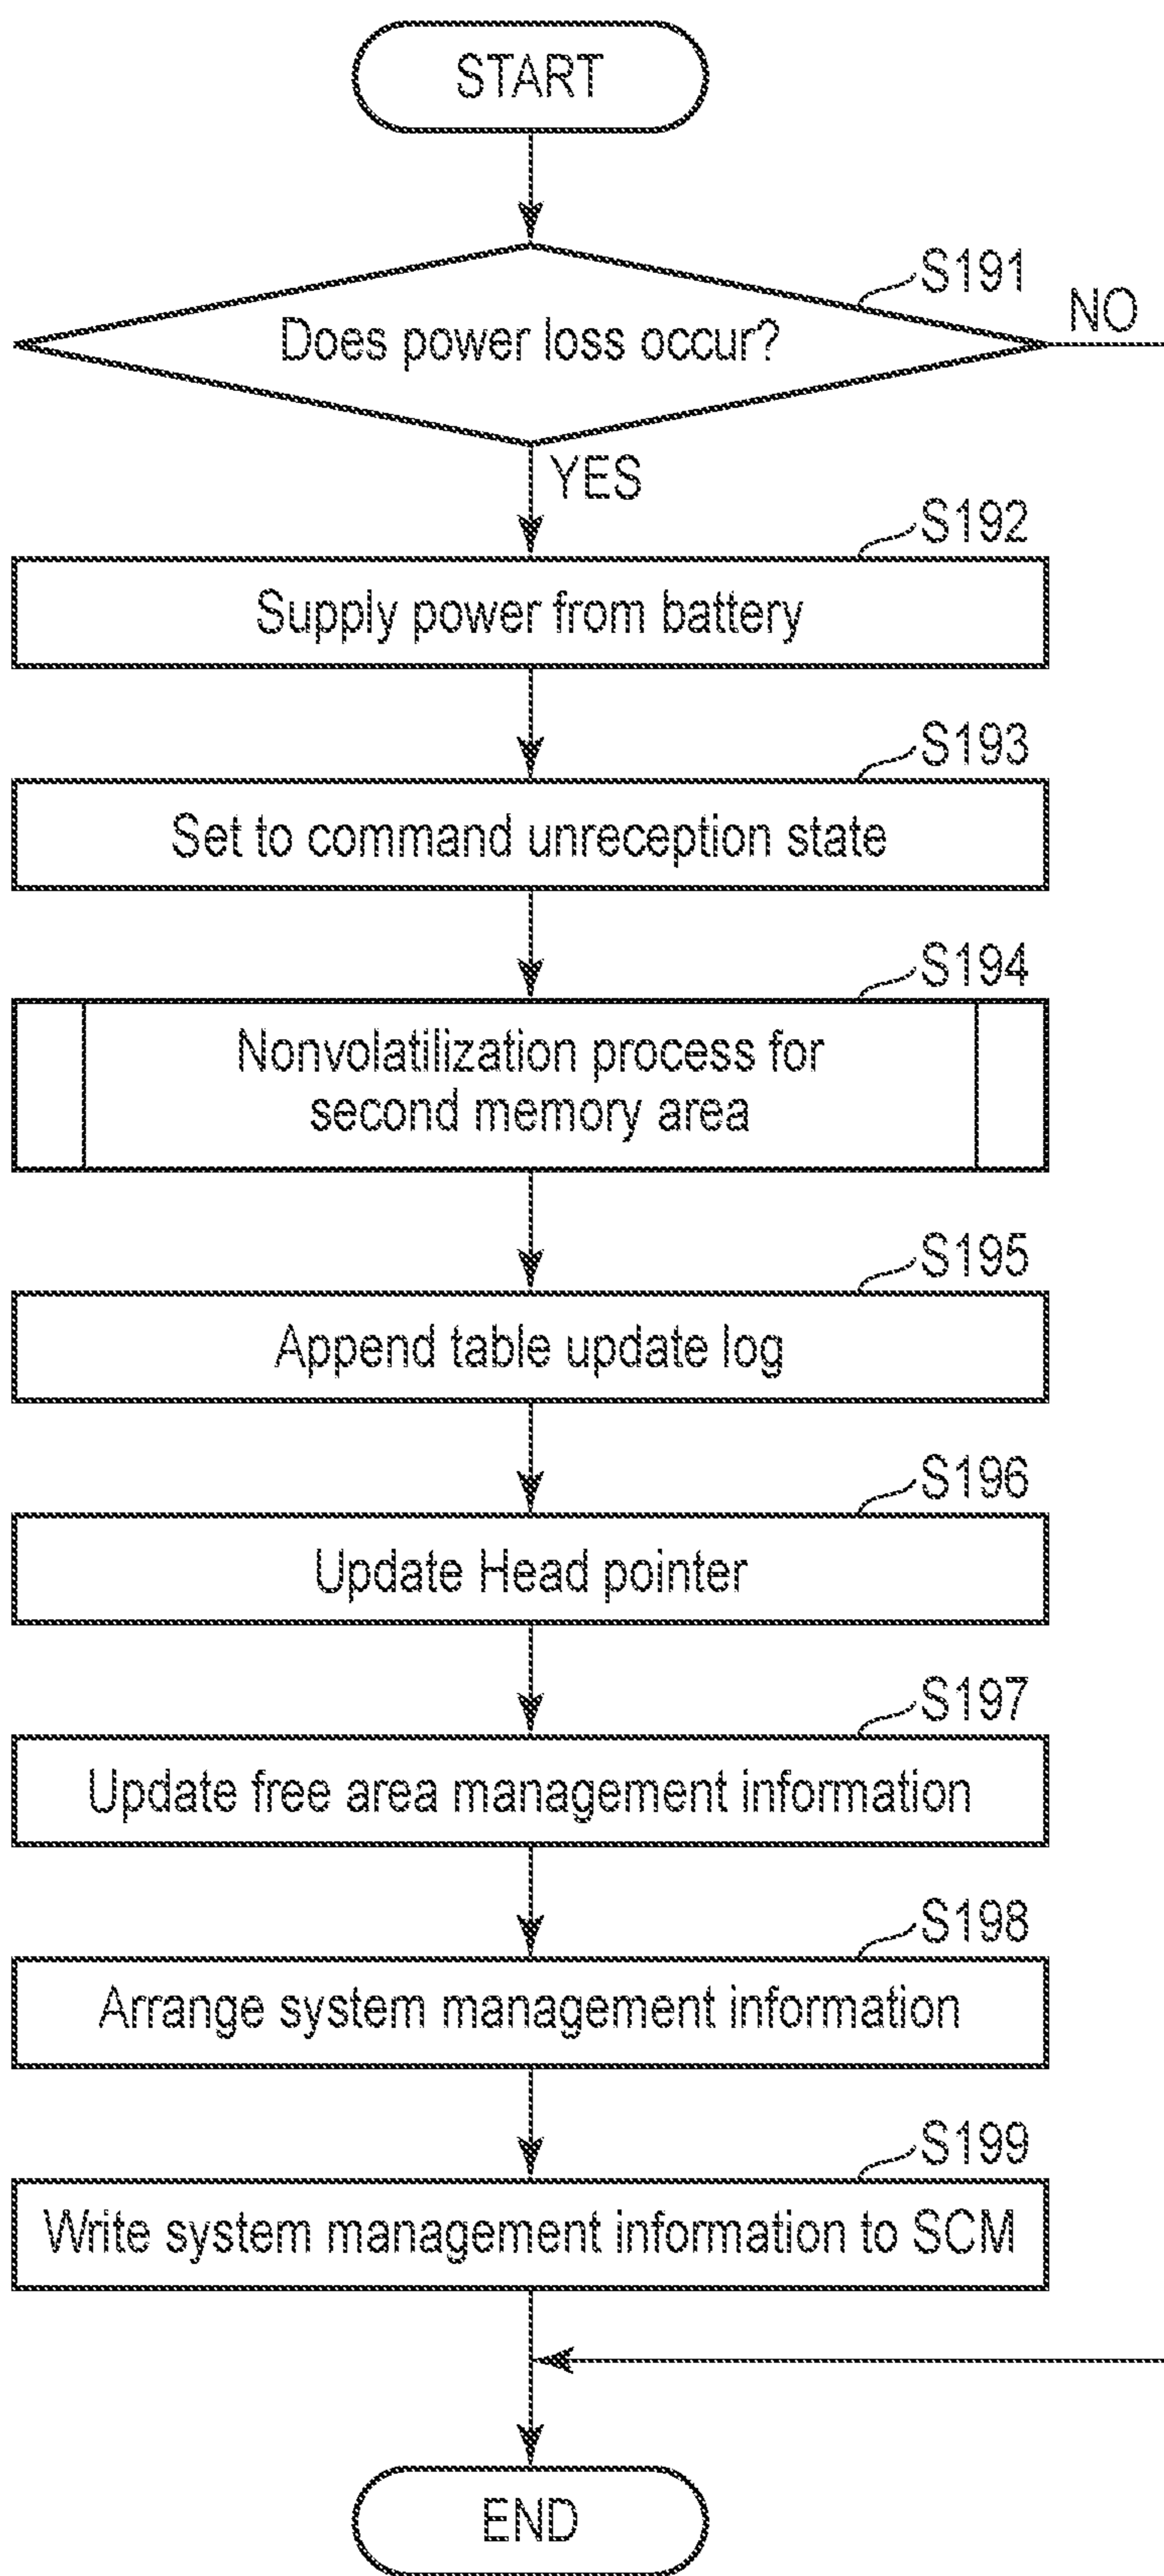 START
S191
Does power loss occur?
NO
YES
S192
Supply power from battery
S193
Set to command unreception state
S194
Nonvolatilization process for
second memory area
S195
Append table update log
S196
Update Head pointer
S197
Update free area management information
S198
Arrange system management information
S199
Write system management information to SCM
END